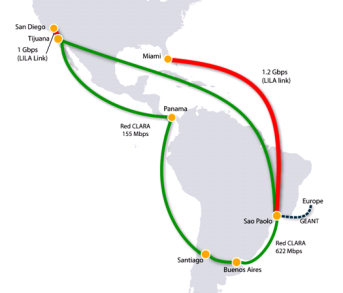 San Diego
Tijuana
1 Gbps
(LILA Link)
Miami
1.2 Gbps
(LILA link)
Panama
Red CLARA
155 Mbps
Europe
Sao Paolo
GEANT
Red CLARA
622 Mbps
Santiago
Buenos Aires